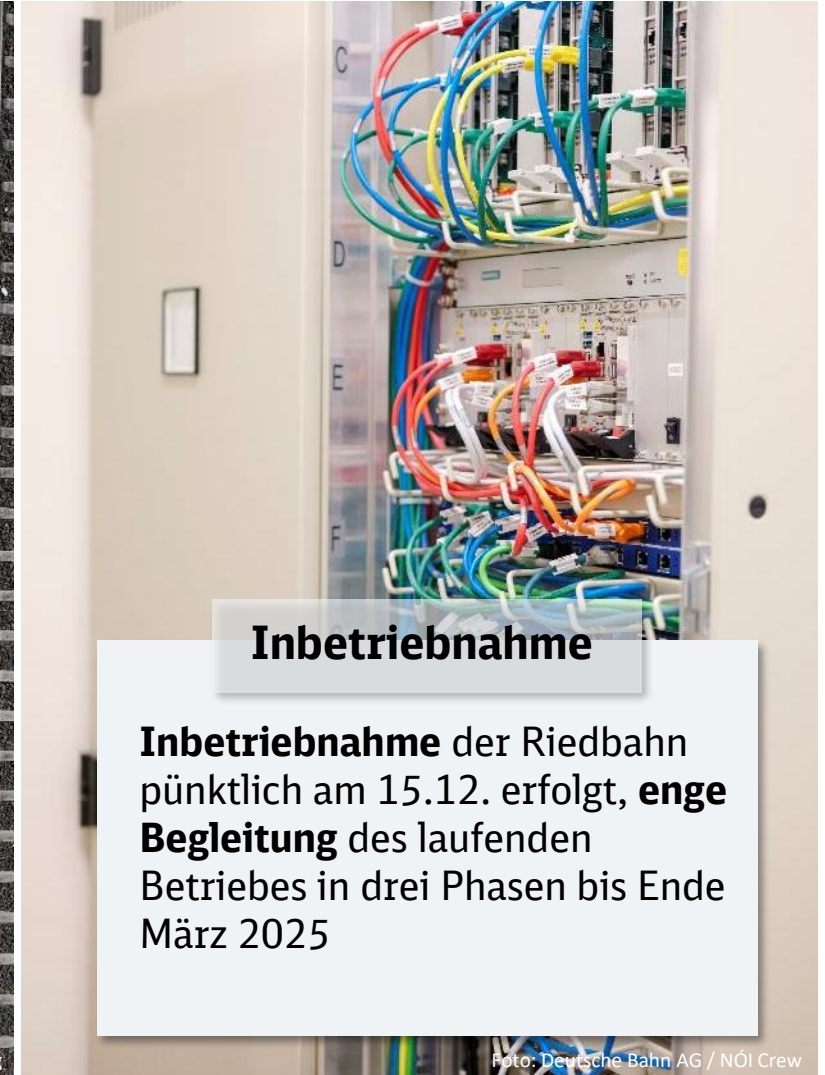 C
D
E
F
Inbetriebnahme
Inbetriebnahme der Riedbahn
pünktlich am 15.12. erfolgt, enge
Begleitung des laufenden
Betriebes in drei Phasen bis Ende
März 2025
Foto: Deutsche Bahn AG / NÓI Crew